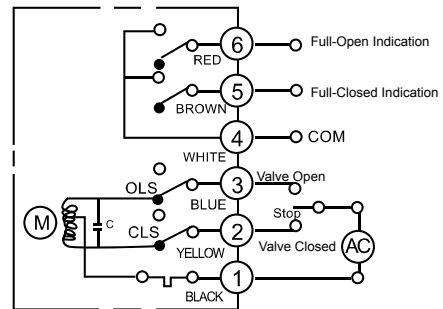 6 Full-Open Indication
RED
5 Full-Closed Indication
BROWN
4 COM
WHITE
3 Valve Open
OLS
BLUE
Stop
M
C
CLS
2 Valve Closed
YELLOW
AC
1
BLACK